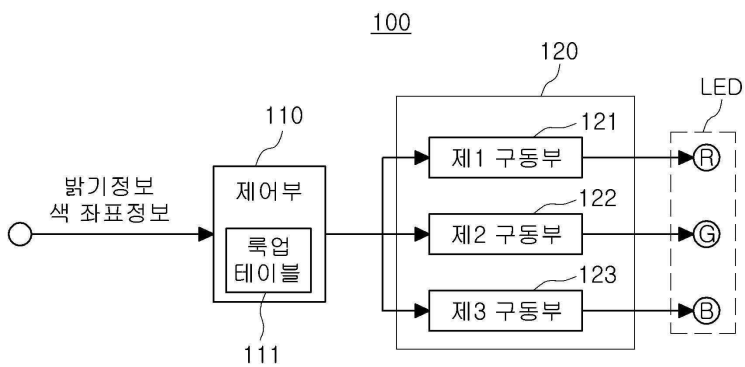 100
120
LED
110
121
제1 구동부
R
밝기정보
색 좌표정보
제어부
122
룩업
테이블
제2 구동부
G
123
제3 구동부
B
111